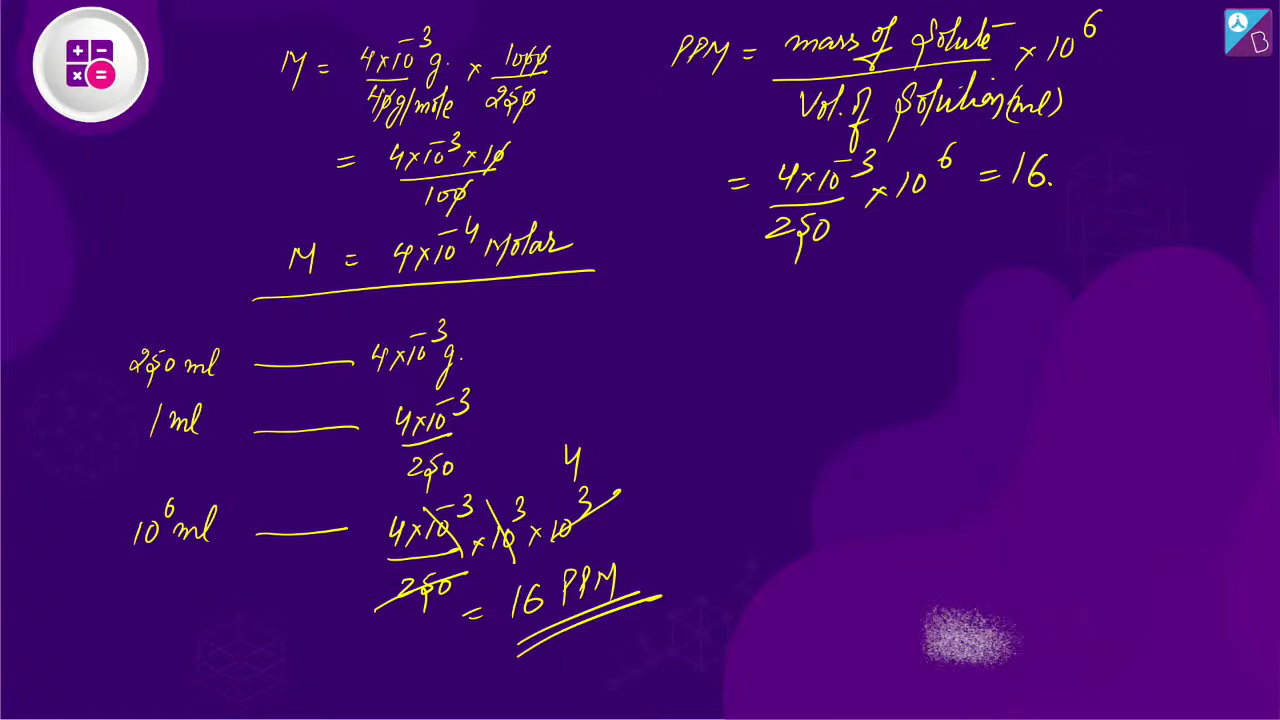 M = 4×10⁻³ g. / 40g/mole × 1000 / 250
= 4×10⁻³ × 10 / 100
M = 4×10⁻⁴ Molar
250 ml —— 4×10⁻³ g.
1 ml —— 4×10⁻³ / 250
4
10⁶ ml —— 4×10⁻³ / 250 × 10³ × 10³
= 16 PPM
PPM = mass of Solute / Vol. of Solution (ml) × 10⁶
= 4×10⁻³ / 250 × 10⁶ = 16.
B